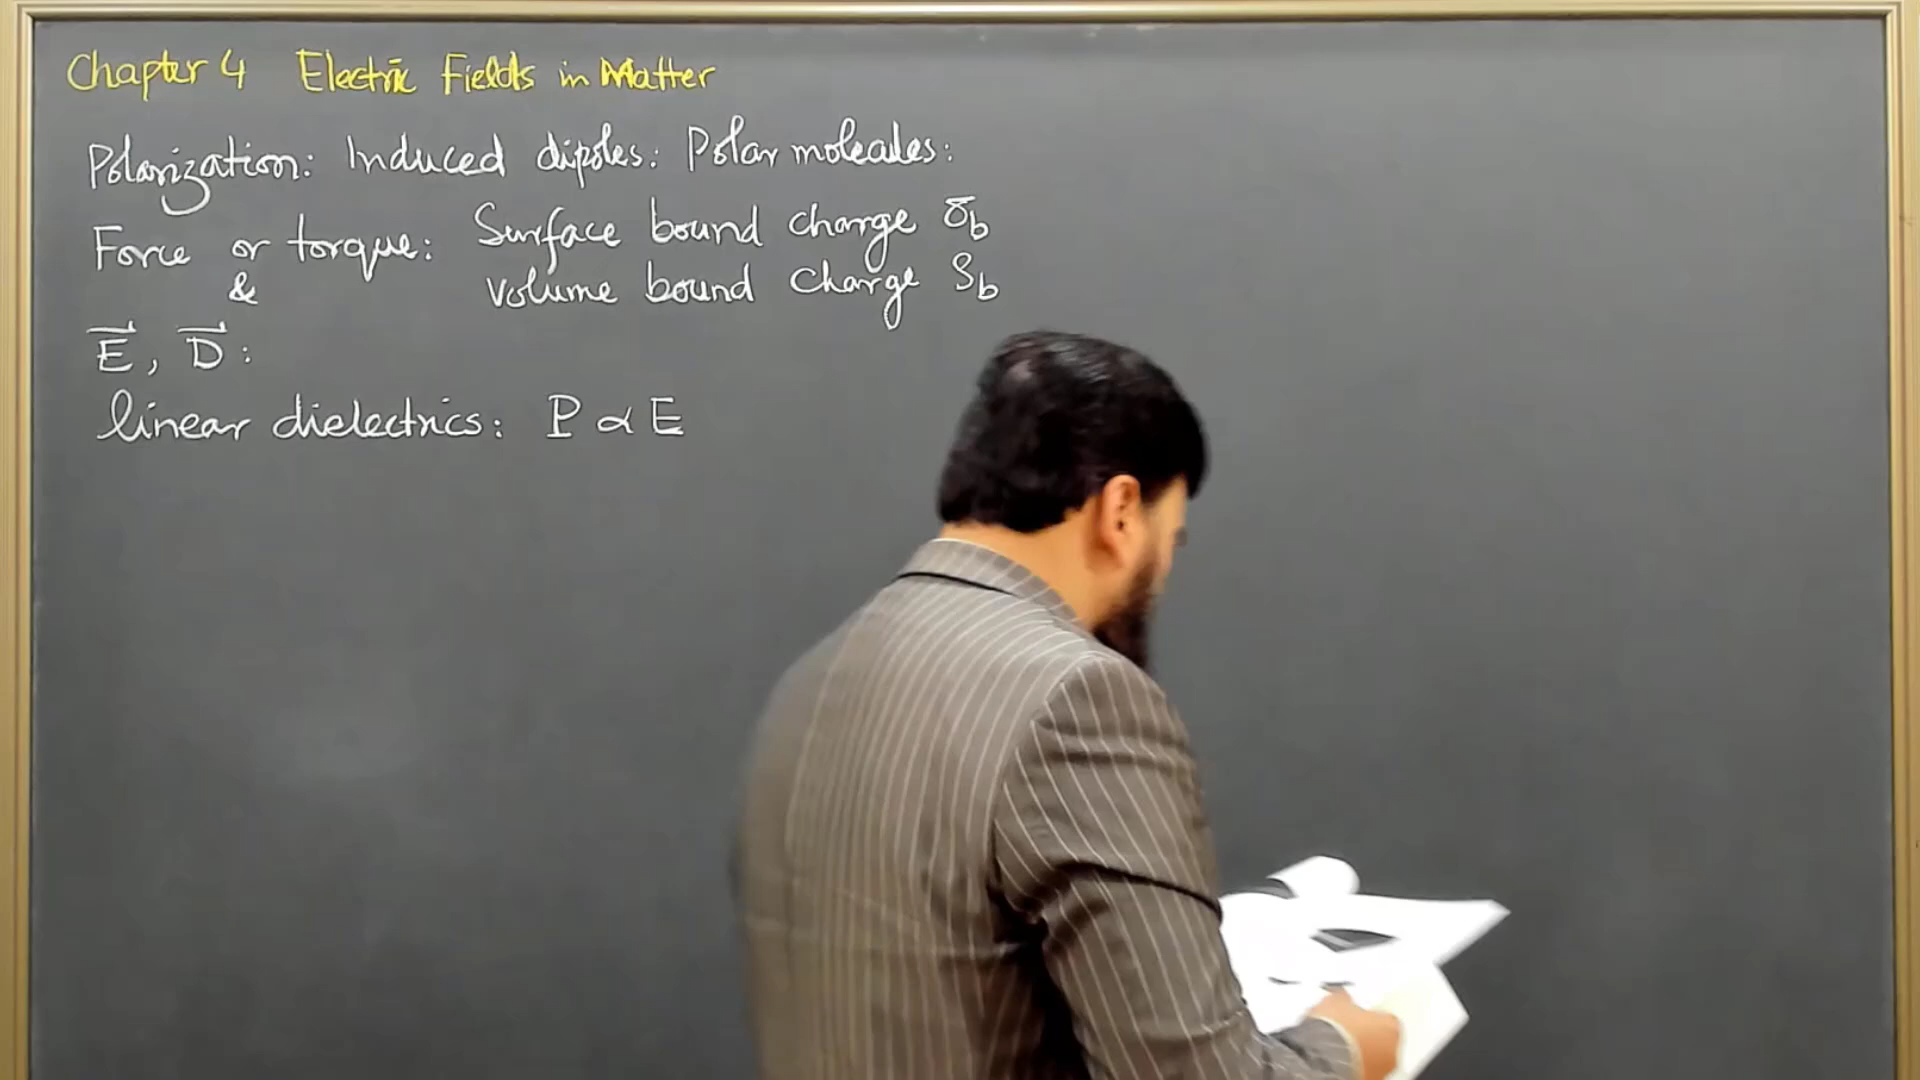 Chapter 4 Electric Fields in Matter
Polarization: Induced dipoles: Polar molecules:
Force or torque: Surface bound charge σb
& volume bound charge ρb
E⃗, D⃗:
linear dielectrics: P ∝ E